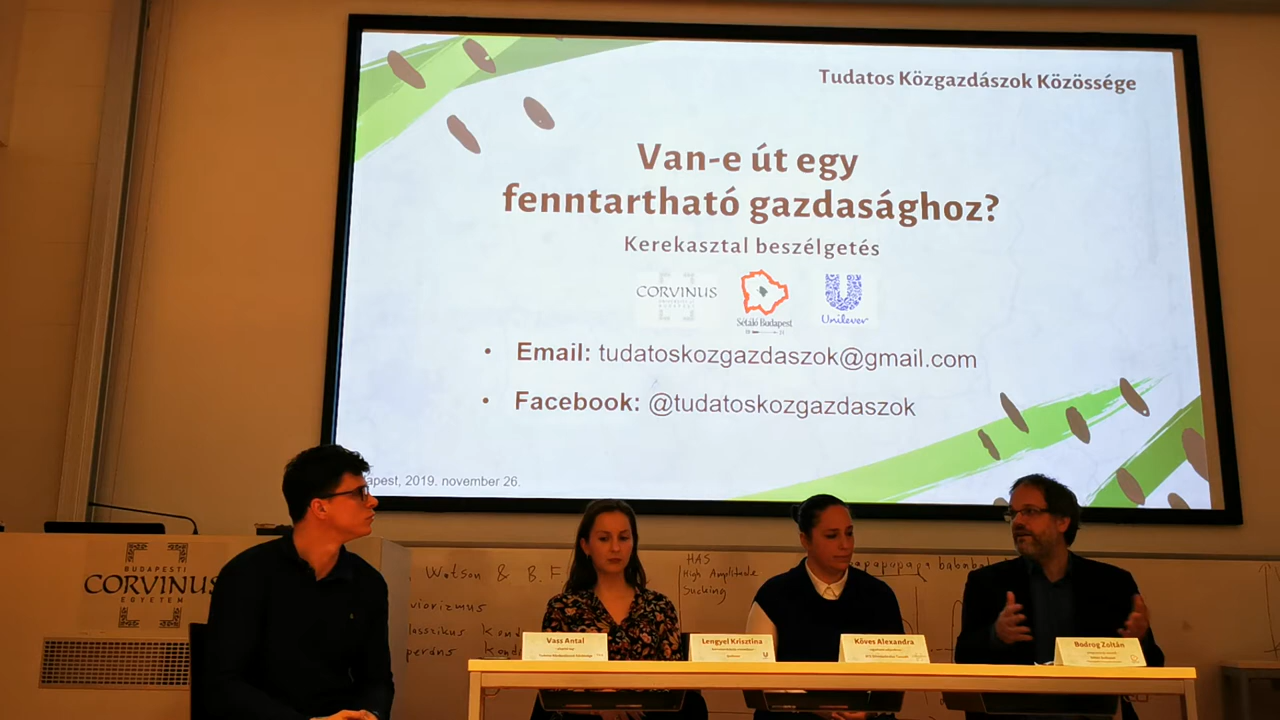 Tudatos Közgazdászok Közössége
Van-e út egy
fenntartható gazdasághoz?
Kerekasztal beszélgetés
CORVINUS
Sétáló Budapest
Unilever
• Email: tudatoskozgazdaszok@gmail.com
• Facebook: @tudatoskozgazdaszok
apest, 2019. november 26.
BUDAPESTI
CORVINUS
EGYETEM
Watson & B. F.
HAS
High Amplitude
Sucking
Vass Antal
Lengyel Krisztina
Köves Alexandra
Bodrog Zoltán